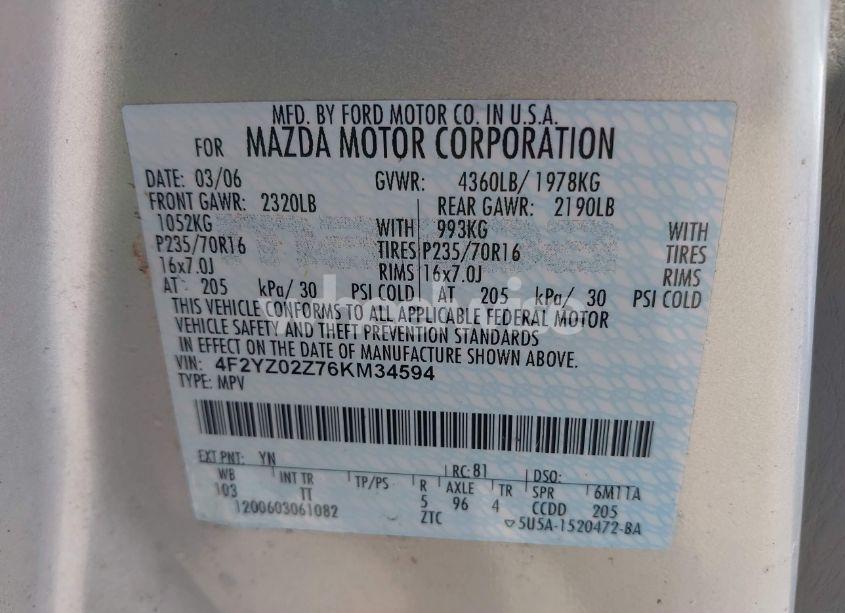 MFD. BY FORD MOTOR CO. IN U.S.A.
FOR MAZDA MOTOR CORPORATION
DATE: 03/06 GVWR: 4360LB/ 1978KG
FRONT GAWR: 2320LB REAR GAWR: 2190LB
1052KG WITH 993KG WITH
P235/70R16 TIRES P235/70R16 TIRES
16x7.0J RIMS 16x7.0J RIMS
AT 205 kPa/ 30 PSI COLD AT 205 kPa/ 30 PSI COLD
THIS VEHICLE CONFORMS TO ALL APPLICABLE FEDERAL MOTOR
VEHICLE SAFETY AND THEFT PREVENTION STANDARDS
IN EFFECT ON THE DATE OF MANUFACTURE SHOWN ABOVE.
VIN: 4F2YZ02Z76KM34594
TYPE: MPV
EXT PNT: YN RC: 81 DSO:
WB INT TR TP/PS R AXLE TR SPR 6M11A
103 TT 5 96 4 CCDD 205
1200603061082 ZTC 5U5A-1520472-BA